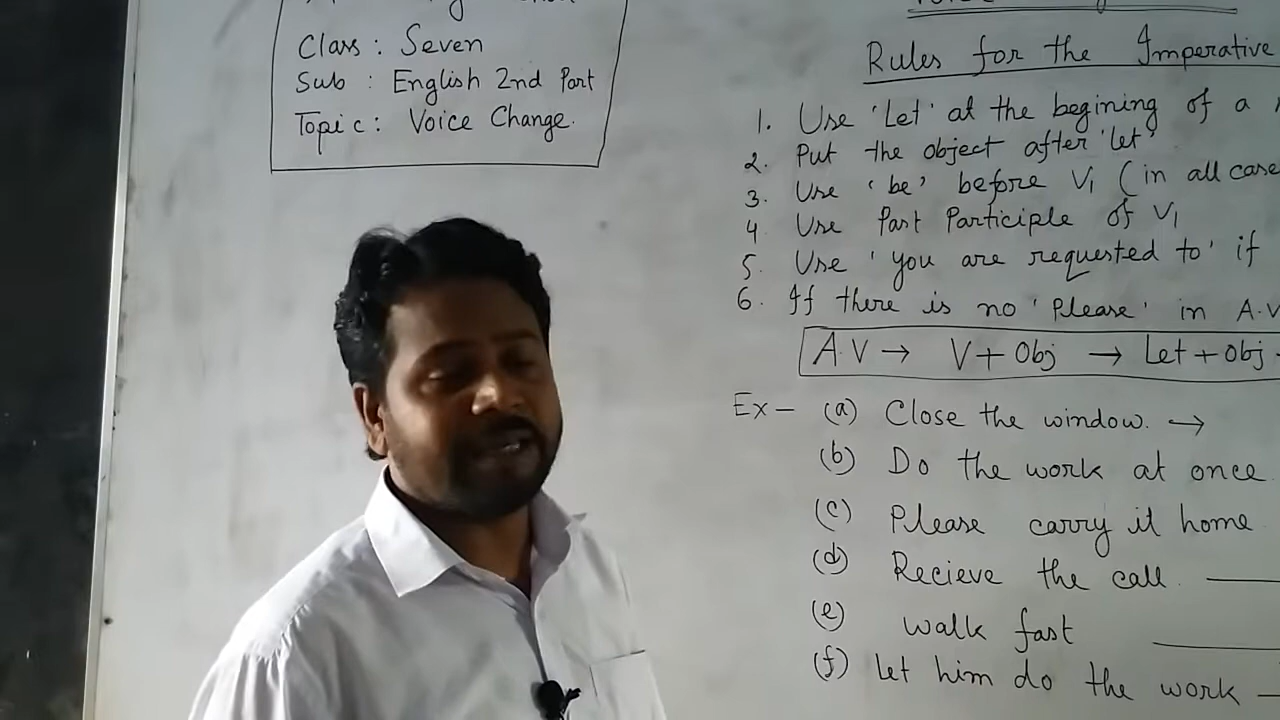 Class : Seven
Sub : English 2nd Part
Topic : Voice Change.
Rules for the Imperative
1. Use 'Let' at the begining of a
2. Put the object after 'let'
3. Use 'be' before V1 (in all case
4 Use Past Participle of V1
5. Use 'you are requested to' if
6. If there is no 'Please' in A.V
A.V → V + Obj → Let + obj
Ex – (a) Close the window. →
(b) Do the work at once
(c) Please carry it home
(d) Recieve the call.
(e) walk fast
(f) Let him do the work